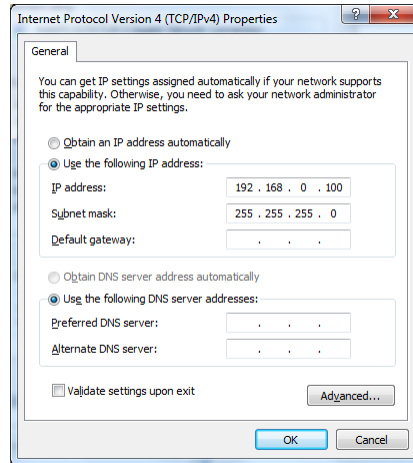 Internet Protocol Version 4 (TCP/IPv4) Properties
General
You can get IP settings assigned automatically if your network supports
this capability. Otherwise, you need to ask your network administrator
for the appropriate IP settings.
Obtain an IP address automatically
Use the following IP address:
IP address: 192 . 168 . 0 . 100
Subnet mask: 255 . 255 . 255 . 0
Default gateway: . . .
Obtain DNS server address automatically
Use the following DNS server addresses:
Preferred DNS server: . . .
Alternate DNS server: . . .
Validate settings upon exit
Advanced...
OK Cancel